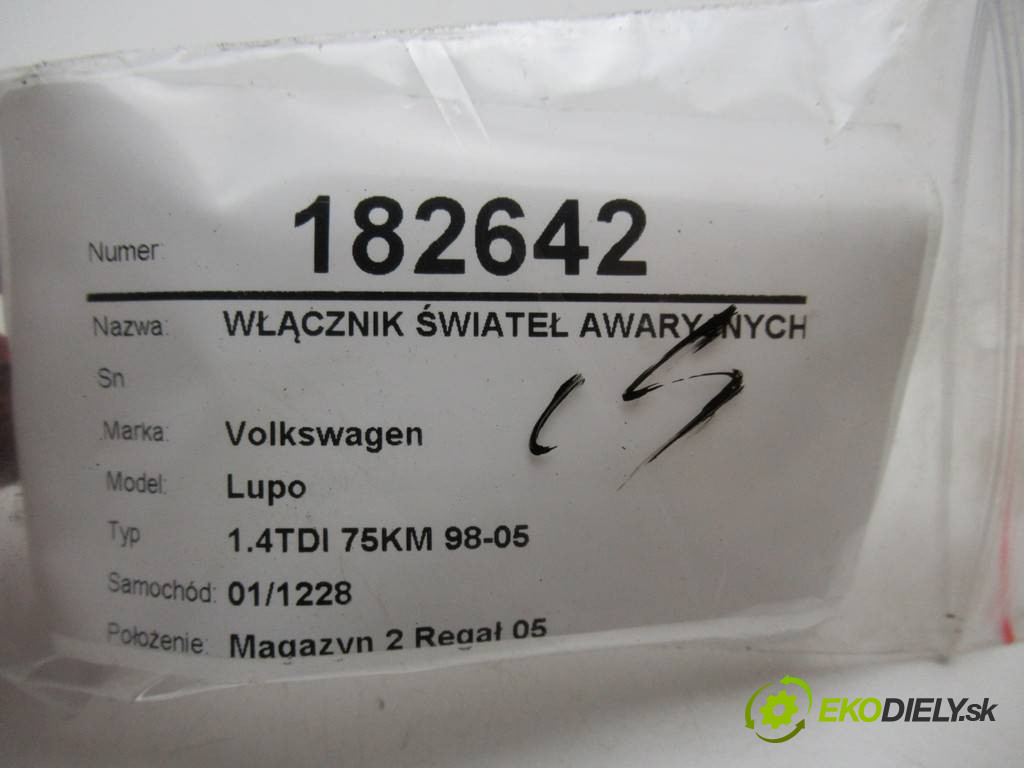 Numer: 182642
Nazwa: WŁĄCZNIK ŚWIATEŁ AWARYJNYCH
Sn
Marka: Volkswagen
Model: Lupo
Typ 1.4TDI 75KM 98-05
Samochód: 01/1228
Położenie: Magazyn 2 Regał 05
EKODIELY.sk